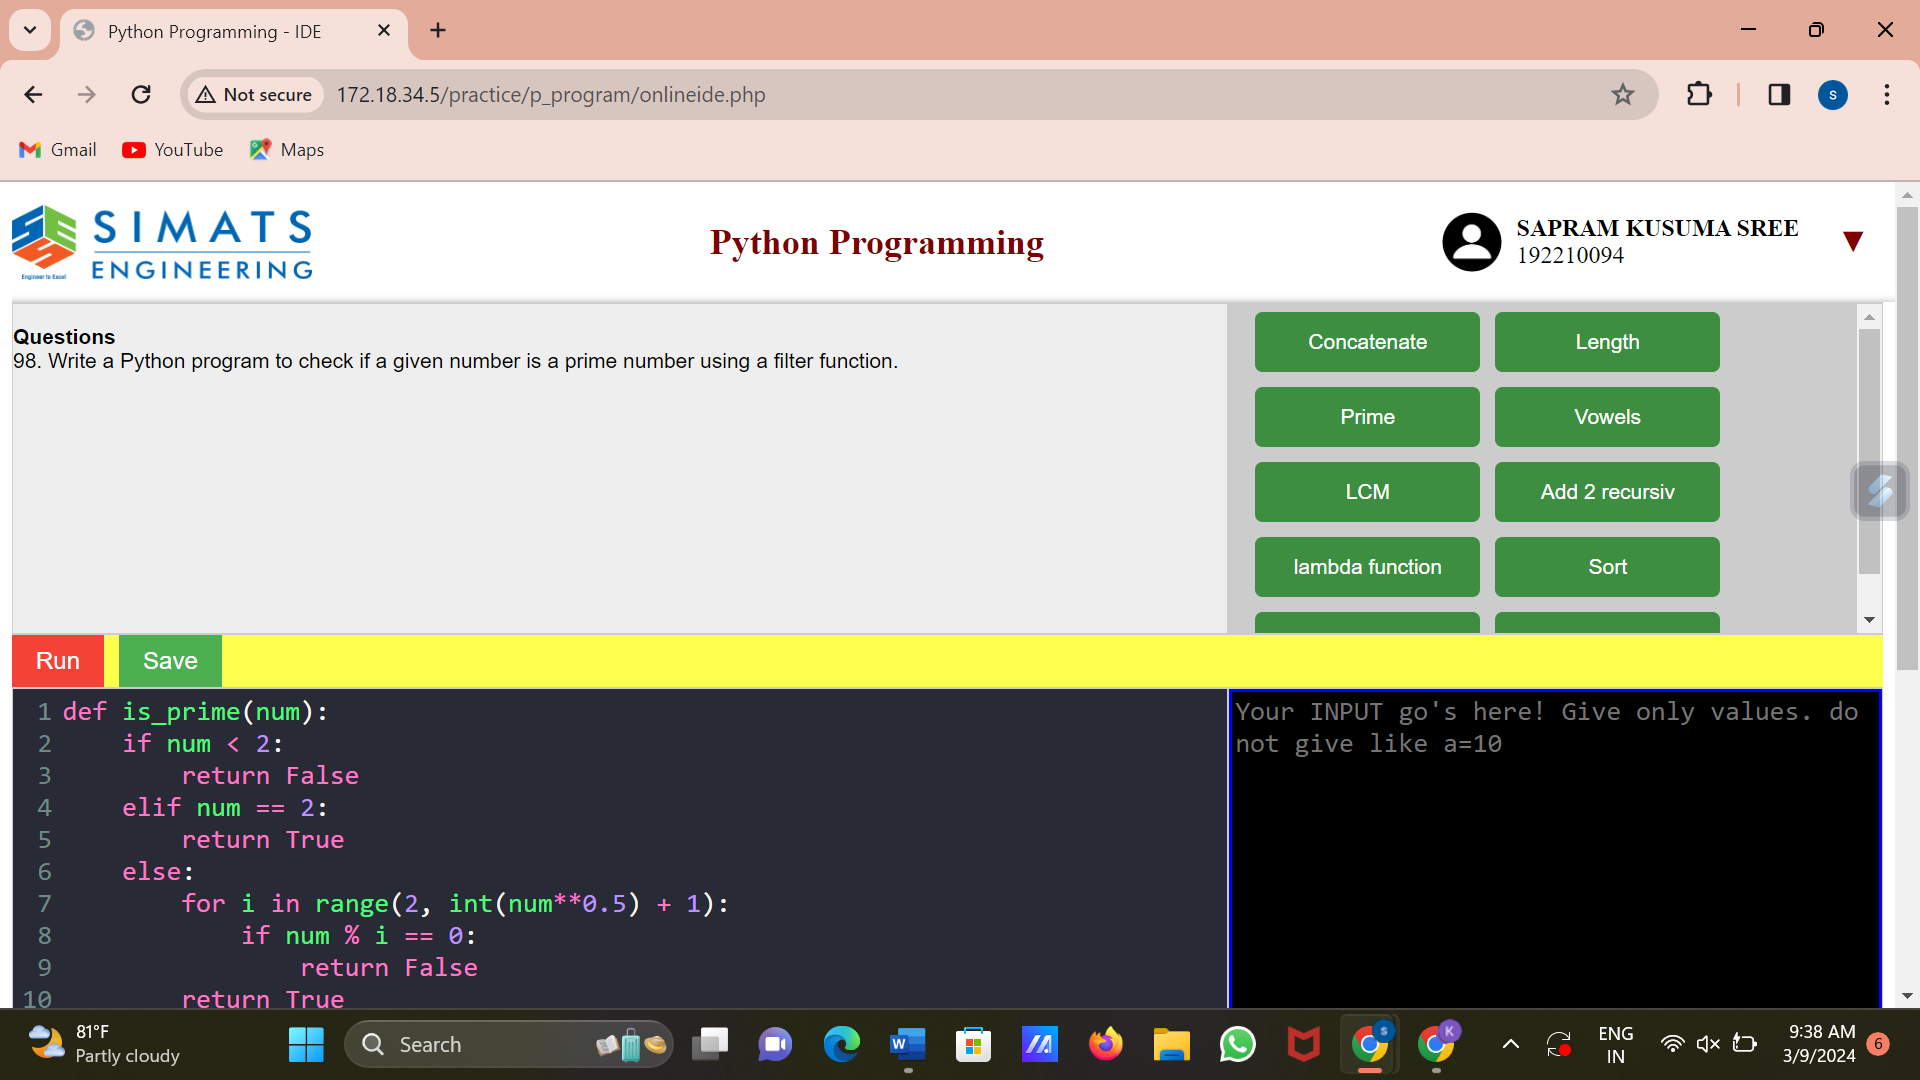 Python Programming - IDE
Not secure
172.18.34.5/practice/p_program/onlineide.php
S
Gmail
YouTube
Maps
SIMATS
ENGINEERING
Engineer to Excel
Python Programming
SAPRAM KUSUMA SREE
192210094
Questions
98. Write a Python program to check if a given number is a prime number using a filter function.
Concatenate
Length
Prime
Vowels
LCM
Add 2 recursiv
lambda function
Sort
Run
Save
1 def is_prime(num):
2     if num < 2:
3         return False
4     elif num == 2:
5         return True
6     else:
7         for i in range(2, int(num**0.5) + 1):
8             if num % i == 0:
9                 return False
10         return True
Your INPUT go's here! Give only values. do
not give like a=10
81°F
Partly cloudy
Search
W
S
K
ENG
IN
9:38 AM
3/9/2024
6